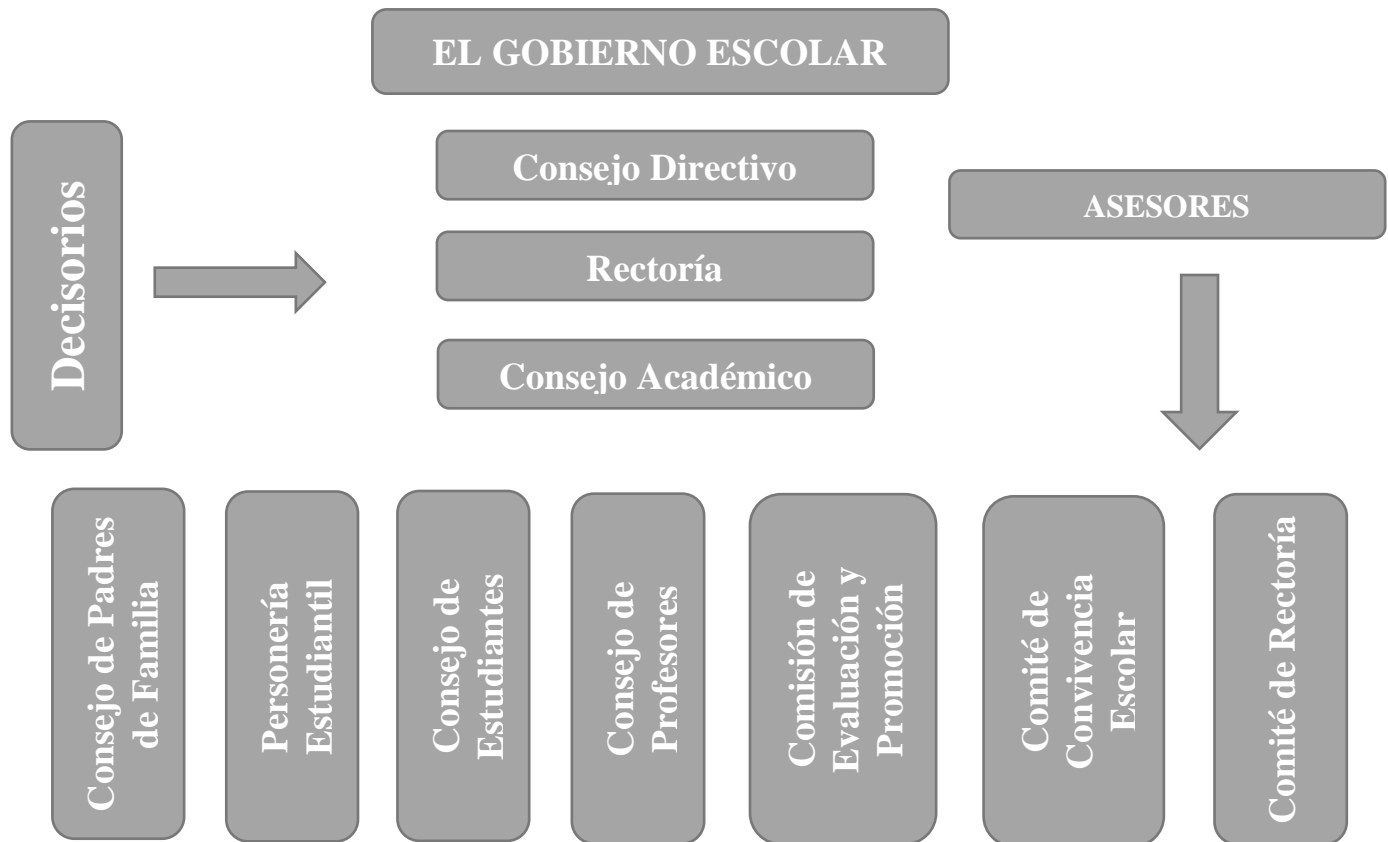 EL GOBIERNO ESCOLAR
Decisorios
Consejo Directivo
Rectoría
Consejo Académico
ASESORES
Consejo de Padres
de Familia
Personería
Estudiantil
Consejo de
Estudiantes
Consejo de
Profesores
Comisión de
Evaluación y
Promoción
Comité de
Convivencia
Escolar
Comité de Rectoría